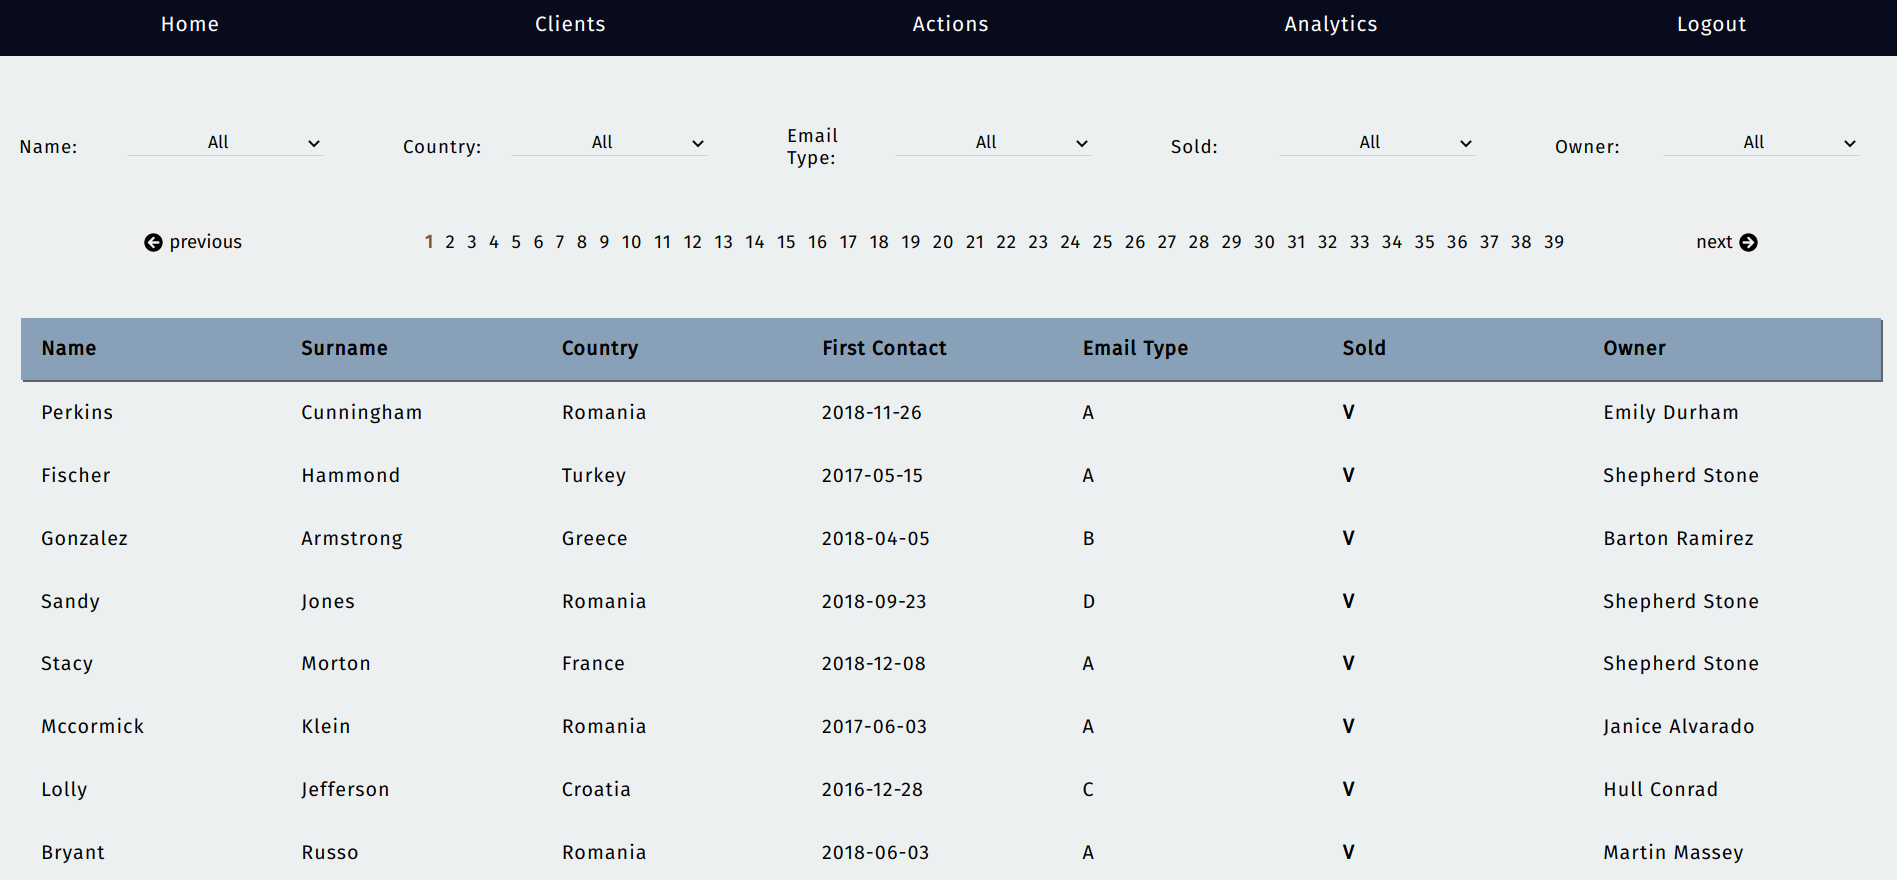 Home Clients Actions Analytics Logout
Name: All Country: All Email Type: All Sold: All Owner: All
previous 1 2 3 4 5 6 7 8 9 10 11 12 13 14 15 16 17 18 19 20 21 22 23 24 25 26 27 28 29 30 31 32 33 34 35 36 37 38 39 next
Name Surname Country First Contact Email Type Sold Owner
Perkins Cunningham Romania 2018-11-26 A V Emily Durham
Fischer Hammond Turkey 2017-05-15 A V Shepherd Stone
Gonzalez Armstrong Greece 2018-04-05 B V Barton Ramirez
Sandy Jones Romania 2018-09-23 D V Shepherd Stone
Stacy Morton France 2018-12-08 A V Shepherd Stone
Mccormick Klein Romania 2017-06-03 A V Janice Alvarado
Lolly Jefferson Croatia 2016-12-28 C V Hull Conrad
Bryant Russo Romania 2018-06-03 A V Martin Massey